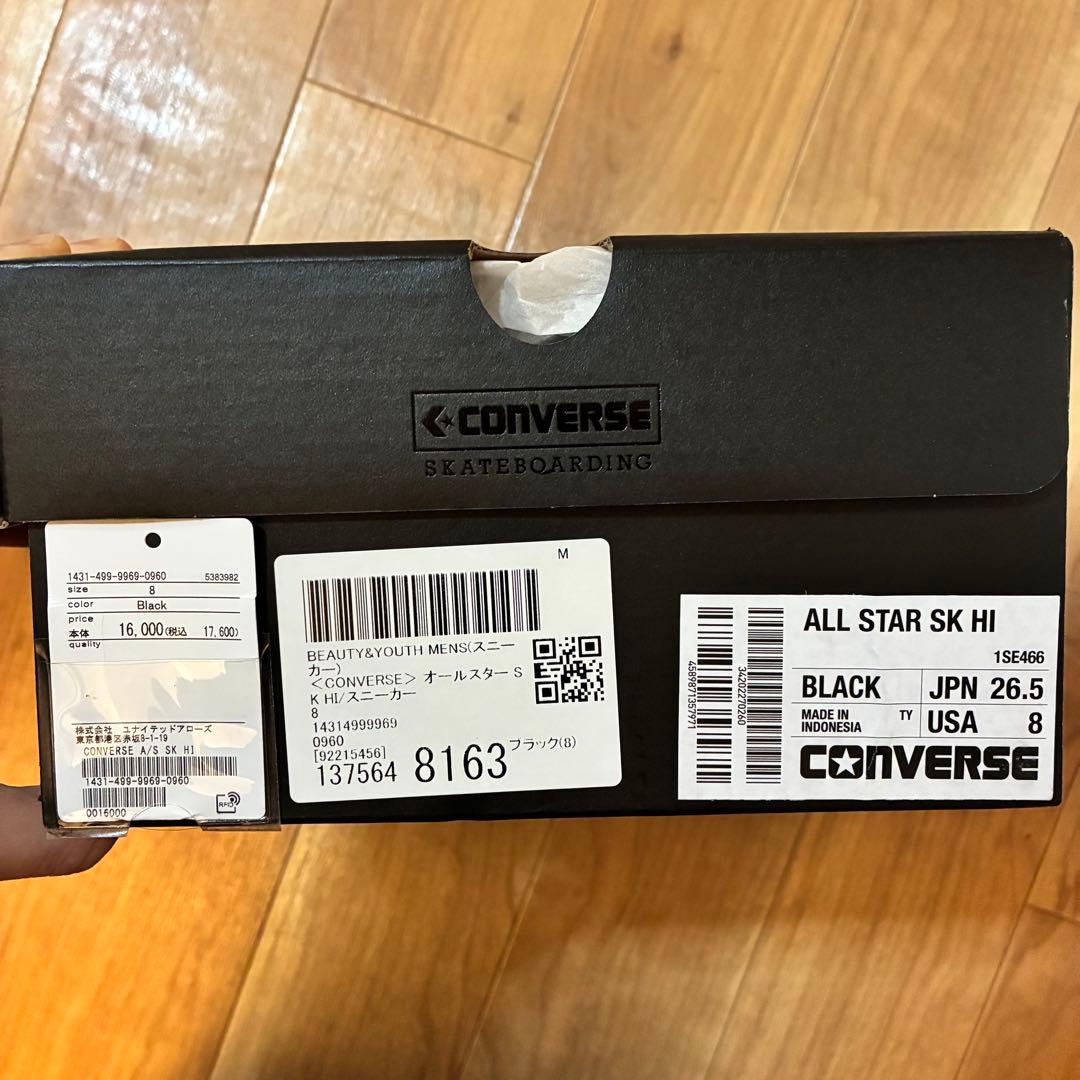 CONVERSE
SKATEBOARDING
1431-499-9969-0960 5383982
size 8
color Black
price
本体 16,000(税込 17,600)
quality
株式会社 ユナイテッドアローズ
東京都港区赤坂8-1-19
CONVERSE A/S SK HI
1431-499-9969-0960
0016000
RFID
M
BEAUTY&YOUTH MENS(スニー
カー)
<CONVERSE> オールスター S
K HI/スニーカー
8
14314999969
0960
[92215456]
137564 8163 ブラック(8)
4589871357971
34202270260
ALL STAR SK HI
1SE466
BLACK JPN 26.5
MADE IN TY USA 8
INDONESIA
CONVERSE